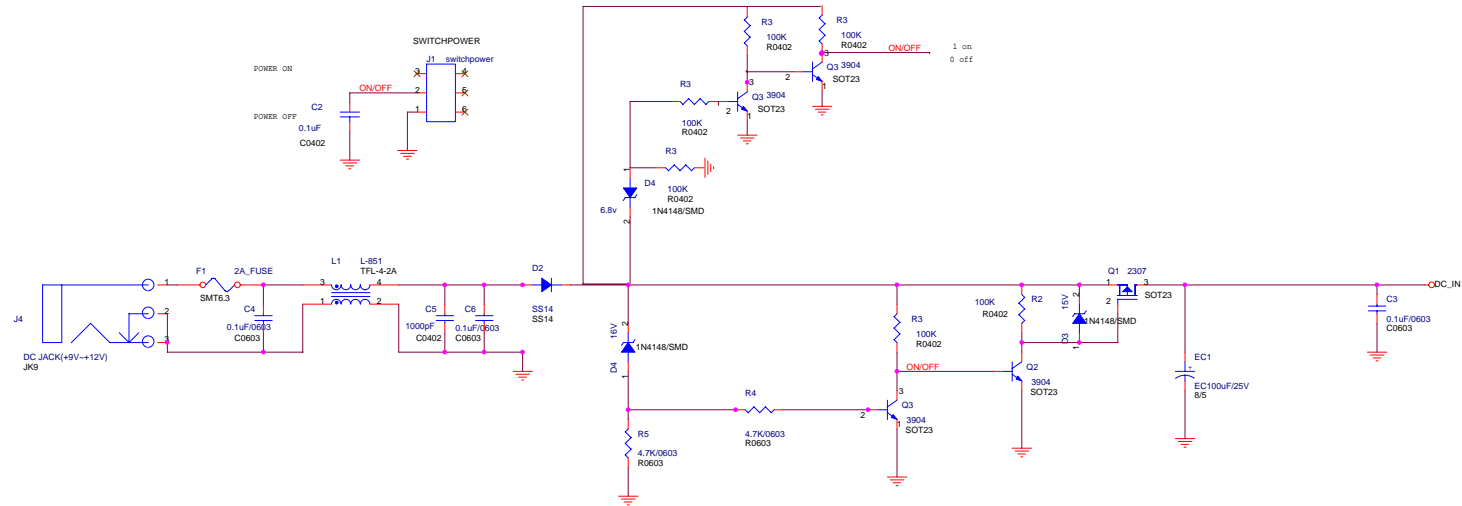 SWITCHPOWER
J1 switchpower
POWER ON
3
4
ON/OFF
2
5
C2
POWER OFF
1
6
0.1uF
C0402
R3
100K
R0402
R3
100K
R0402
ON/OFF
1 on
0 off
3
2
Q3 3904
SOT23
1
R3
100K
R0402
3
2
Q3 3904
SOT23
1
R3
100K
R0402
1
D4
6.8v
1N4148/SMD
2
J4
DC JACK(+9V~+12V)
JK9
1
2
3
F1
2A_FUSE
SMT6.3
C4
0.1uF/0603
C0603
L1
L-851
TFL-4-2A
3
4
1
2
C5
1000pF
C0402
C6
0.1uF/0603
C0603
D2
SS14
SS14
2
16V
1N4148/SMD
D4
1
R5
4.7K/0603
R0603
R4
4.7K/0603
R0603
R3
100K
R0402
ON/OFF
3
2
Q3
3904
SOT23
1
100K
R2
R0402
Q2
3904
SOT23
2
15V
1N4148/SMD
D3
1
Q1 2307
1
3
2
SOT23
EC1
+
EC100uF/25V
8/5
C3
0.1uF/0603
C0603
DC_IN